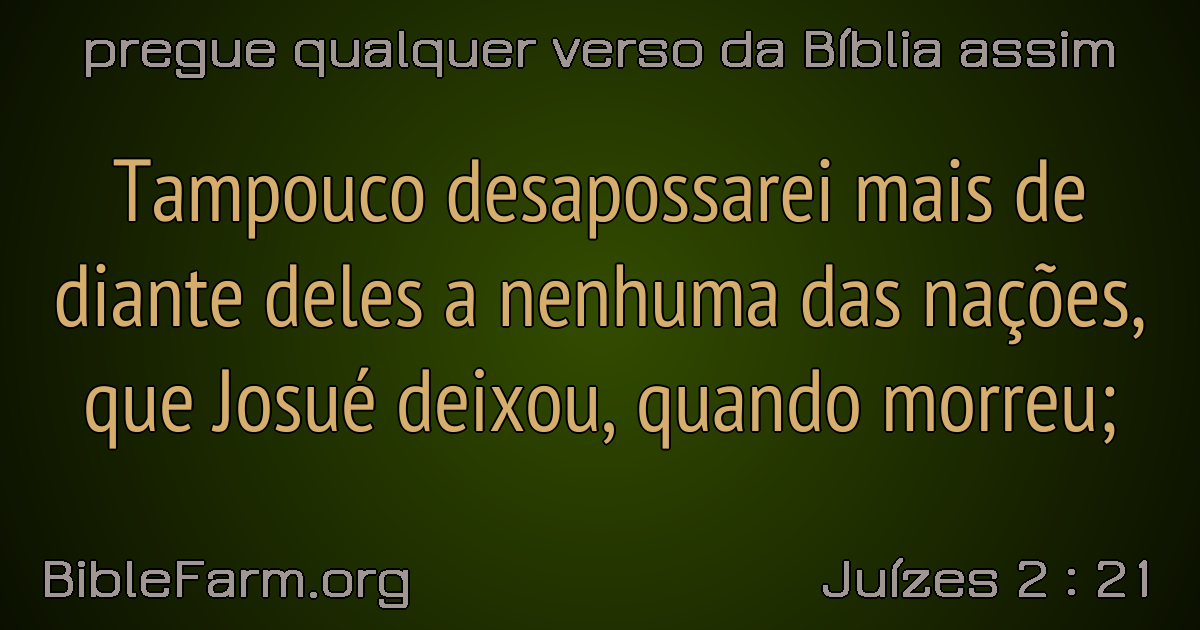 pregue qualquer verso da Bíblia assim
Tampouco desapossarei mais de
diante deles a nenhuma das nações,
que Josué deixou, quando morreu;
BibleFarm.org
Juízes 2 : 21